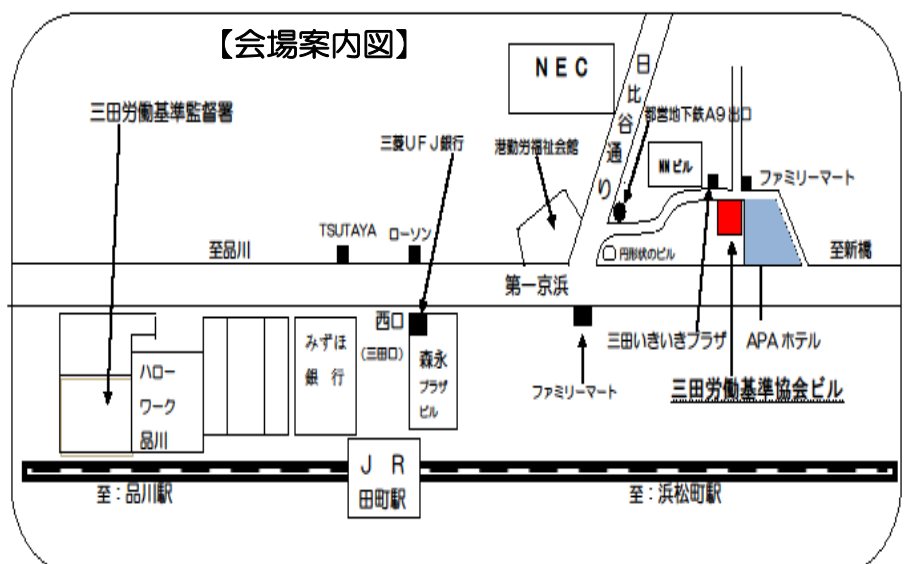 【会場案内図】
NEC
日比谷通り
三田労働基準監督署
都営地下鉄A9出口
三菱UFJ銀行
港勤労福祉会館
NNビル
ファミリーマート
TSUTAYA
ローソン
至品川
円形状のビル
至新橋
第一京浜
西口
(三田口)
みずほ
銀行
森永
プラザ
ビル
ハロー
ワーク
品川
ファミリーマート
三田いきいきプラザ
APAホテル
三田労働基準協会ビル
JR
田町駅
至:品川駅
至:浜松町駅